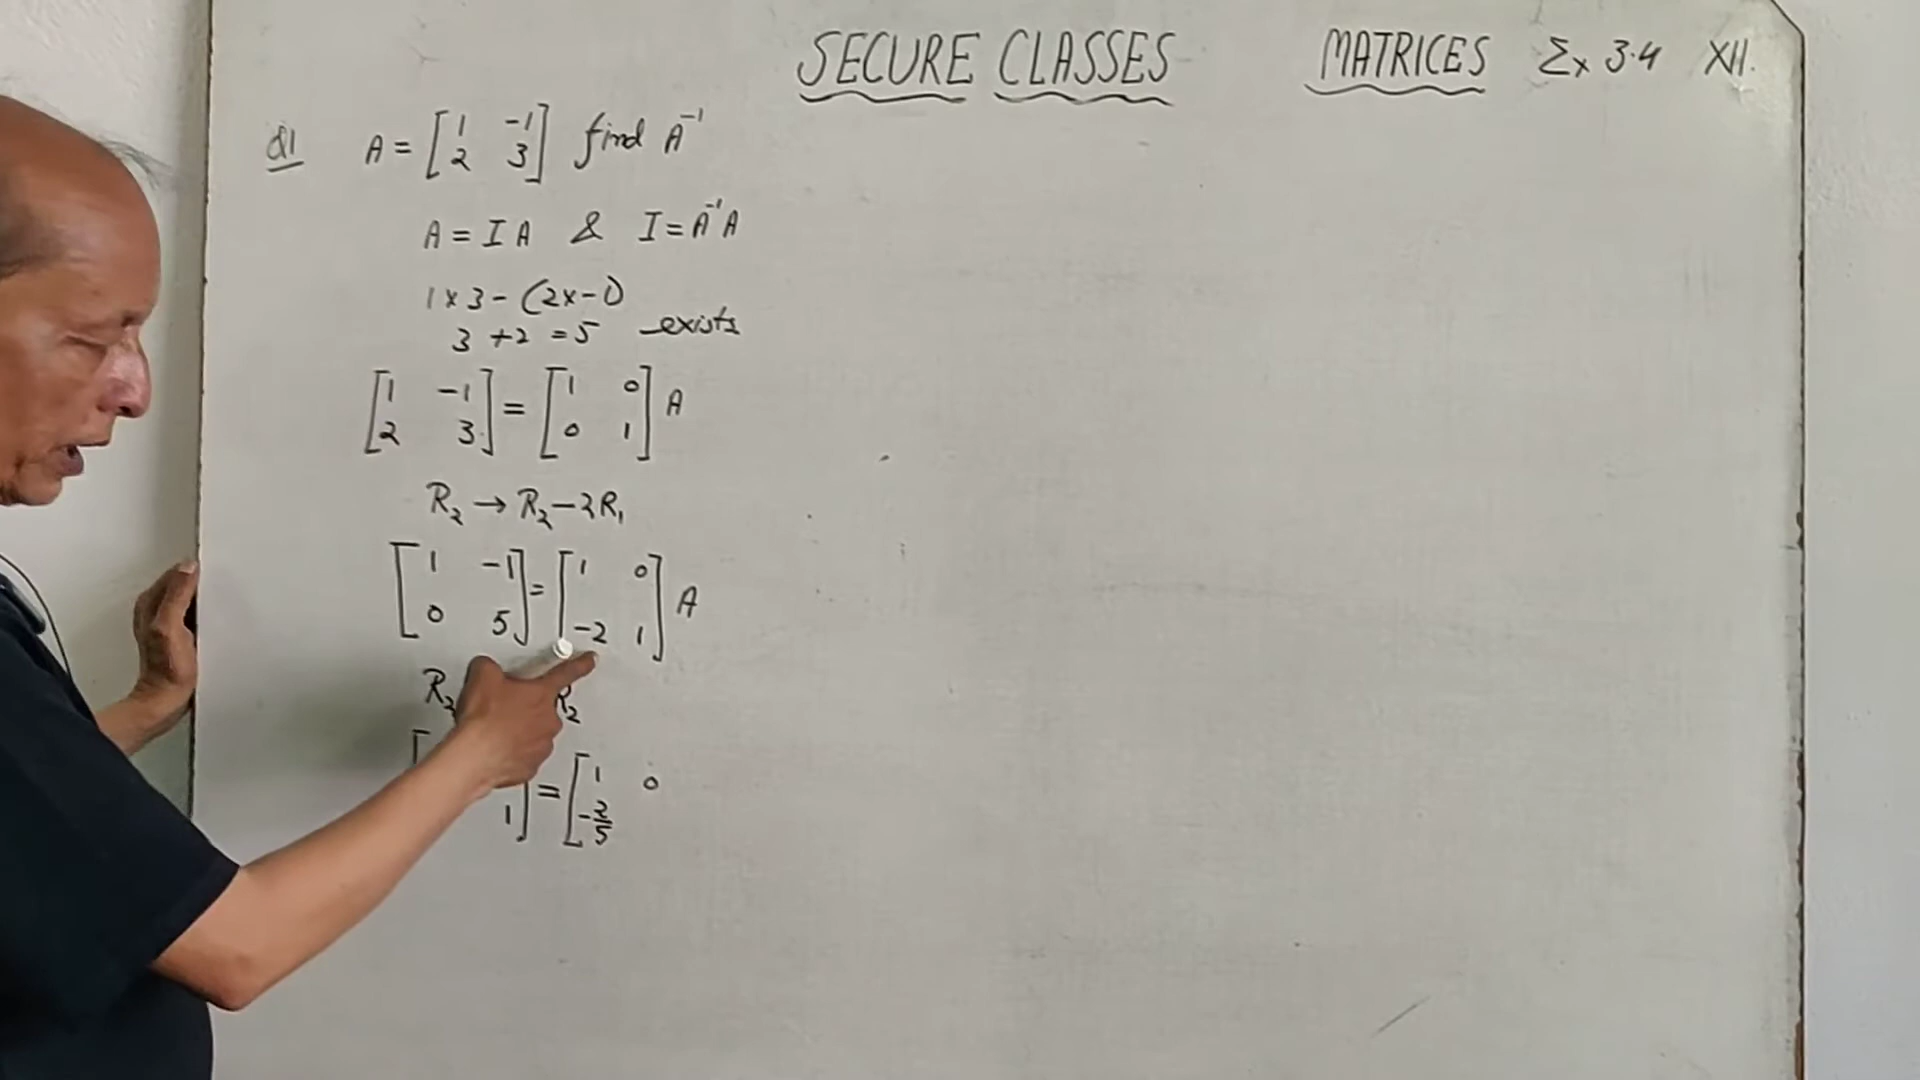 SECURE CLASSES MATRICES Ex 3.4 XII.
Q1 A = [1 -1; 2 3] find A⁻¹
A = I A & I = A⁻¹A
1 x 3 - (2x-1)
3 + 2 = 5 exists
[1 -1; 2 3] = [1 0; 0 1] A
R₂ → R₂ - 2R₁
[1 -1; 0 5] = [1 0; -2 1] A
R₂ R₂
1] = [1 0; -2/5